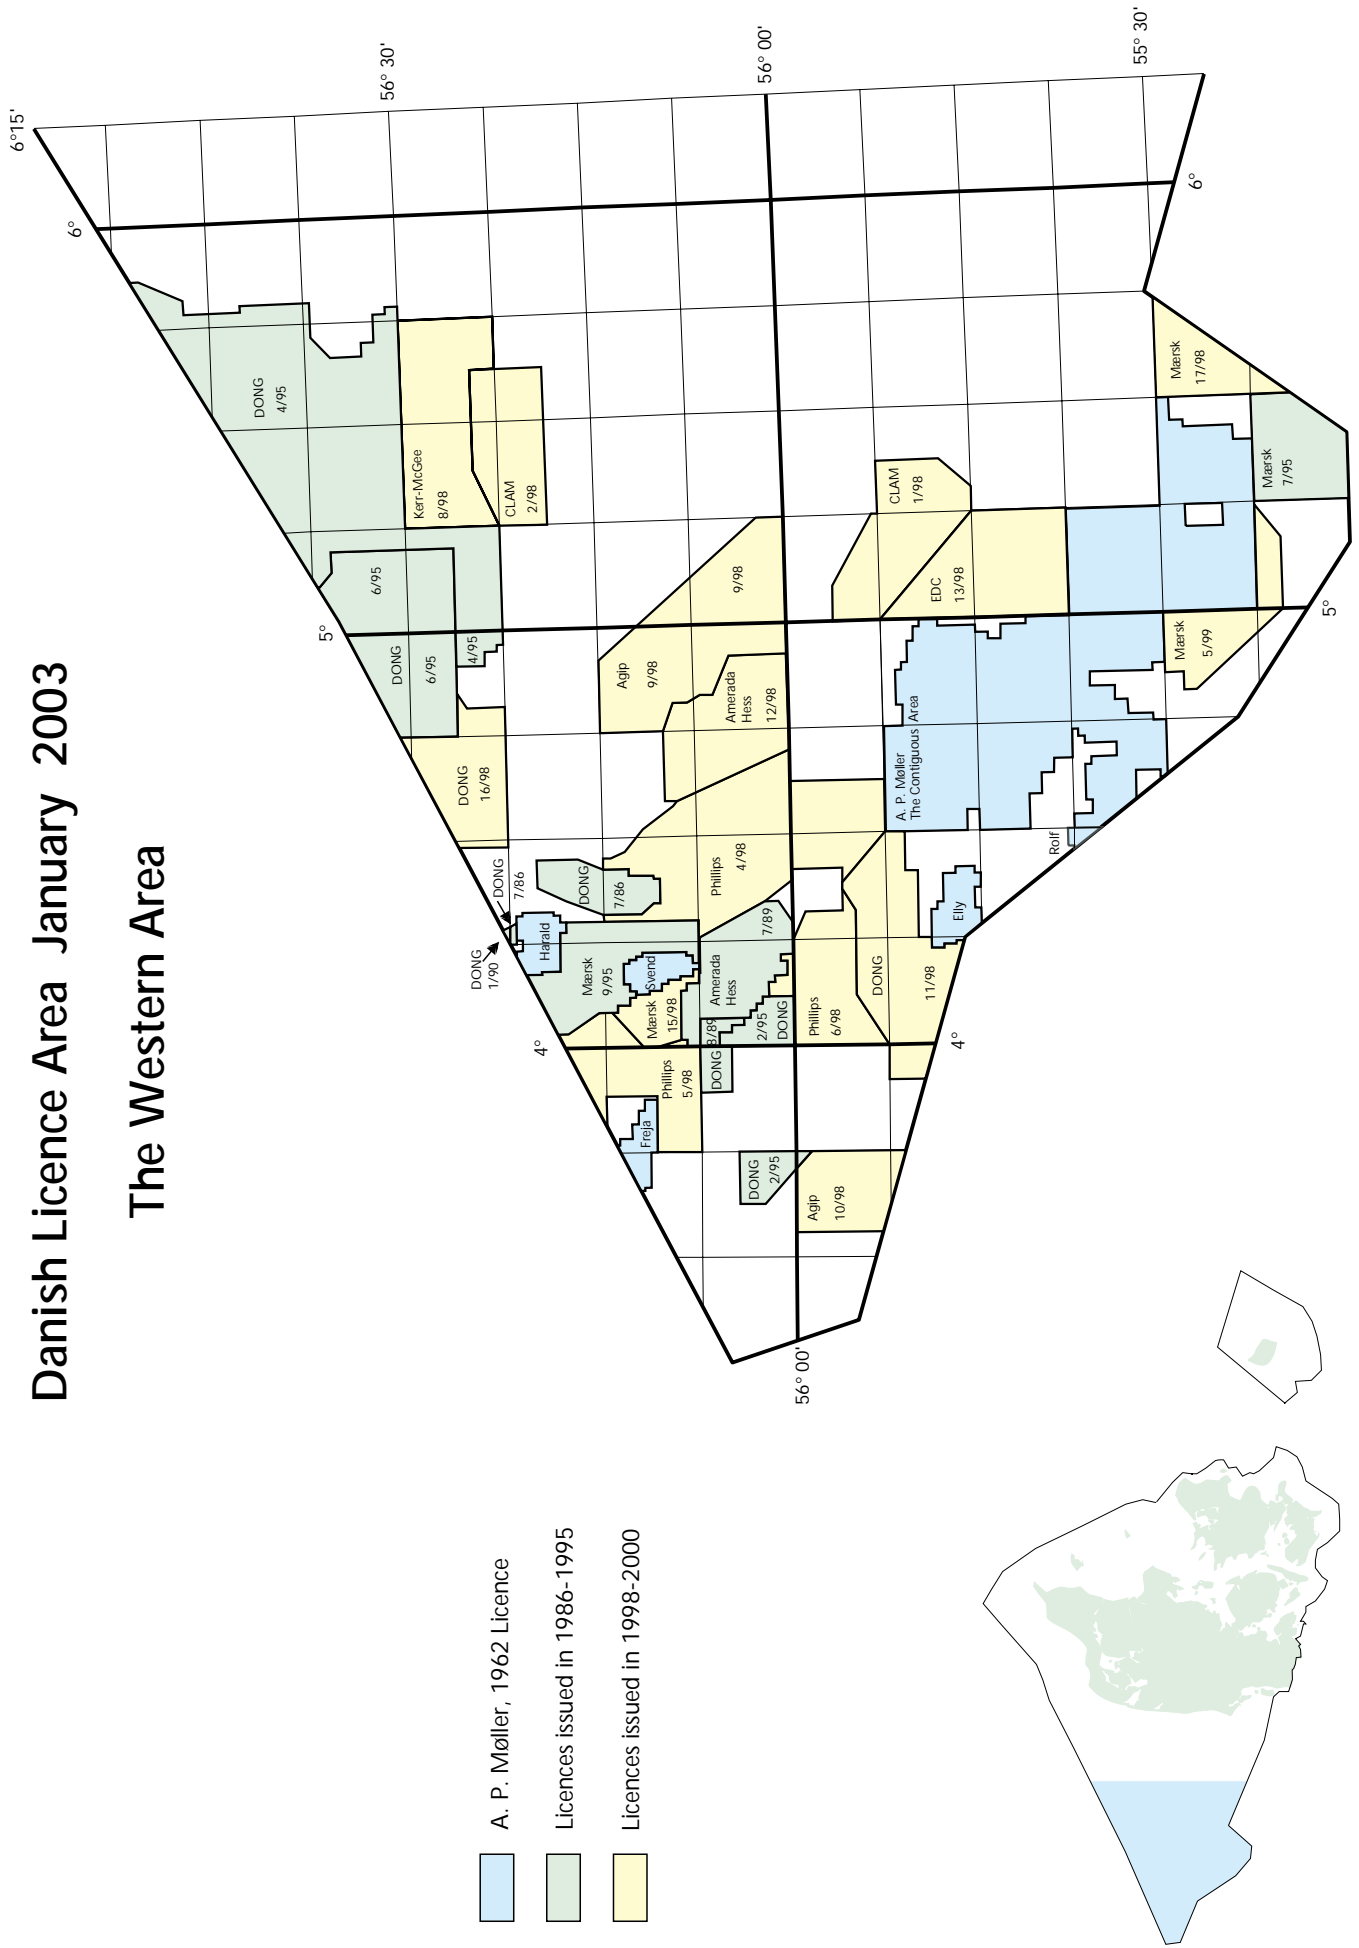 Danish Licence Area January 2003
The Western Area
6°15'
6°
5°
4°
56° 30'
56° 00'
55° 30'
6°
5°
4°
56° 00'
DONG
4/95
Kerr-McGee
8/98
CLAM
2/98
6/95
DONG
6/95
4/95
DONG
16/98
9/98
Agip
9/98
Amerada
Hess
12/98
CLAM
1/98
EDC
13/98
Mærsk
17/98
Mærsk
7/95
Mærsk
5/99
A. P. Møller
The Contiguous Area
Rolf
Elly
DONG
7/86
DONG
7/86
DONG
1/90
Harald
Phillips
4/98
Mærsk
9/95
Svend
Mærsk
15/98
Amerada
Hess
7/89
8/89
2/95
DONG
Phillips
6/98
DONG
11/98
Phillips
5/98
DONG
Freja
DONG
2/95
Agip
10/98
A. P. Møller, 1962 Licence
Licences issued in 1986-1995
Licences issued in 1998-2000